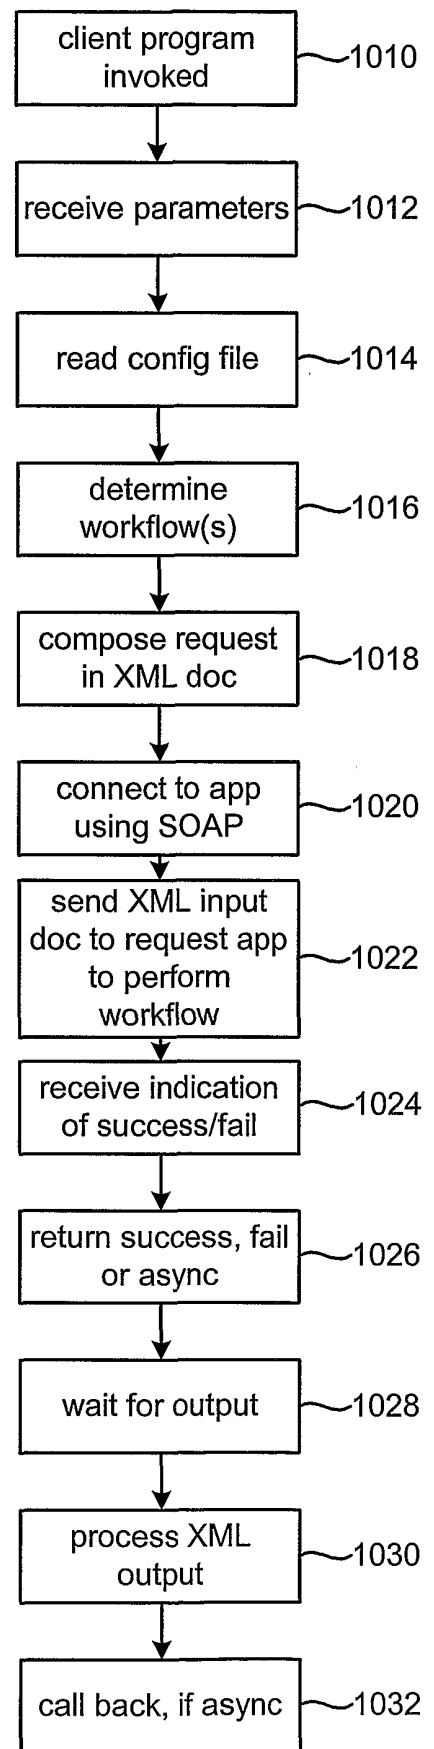 client program
invoked
1010
receive parameters
1012
read config file
1014
determine
workflow(s)
1016
compose request
in XML doc
1018
connect to app
using SOAP
1020
send XML input
doc to request app
to perform
workflow
1022
receive indication
of success/fail
1024
return success, fail
or async
1026
wait for output
1028
process XML
output
1030
call back, if async
1032